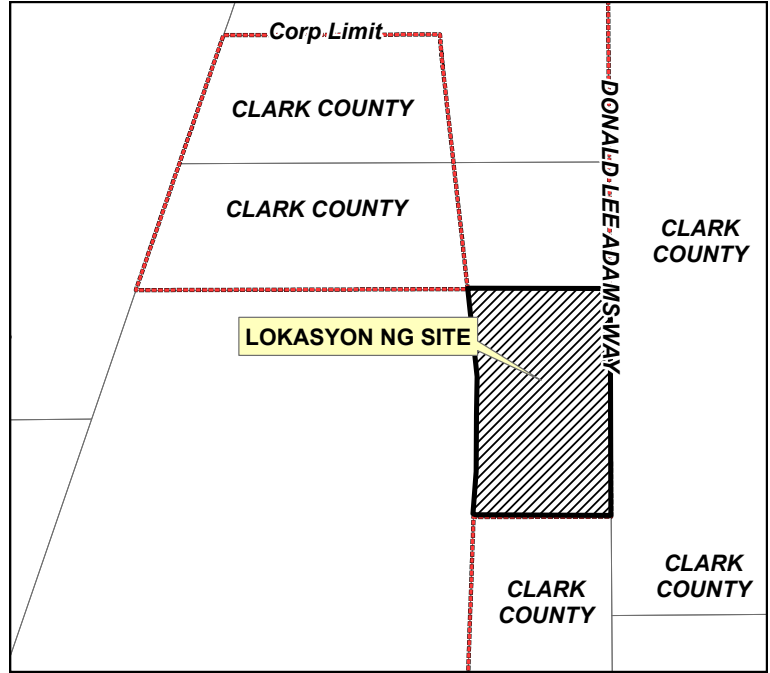 Corp Limit
CLARK COUNTY
DONALD LEE ADAMS WAY
CLARK COUNTY
CLARK
COUNTY
LOKASYON NG SITE
CLARK
COUNTY
CLARK
COUNTY